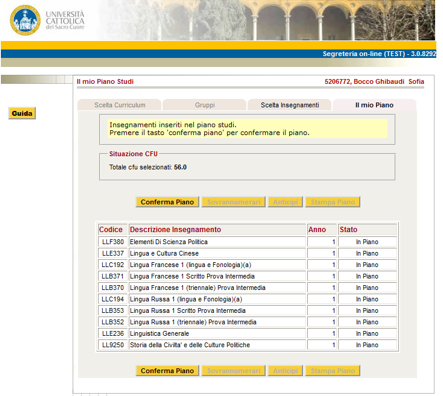 UNIVERSITÀ
CATTOLICA
del Sacro Cuore
Segreteria on-line (TEST) - 3.0.8292
Il mio Piano Studi
5206772, Bocco Ghibaudi Sofia
Guida
Scelta Curriculum
Gruppi
Scelta Insegnamenti
Il mio Piano
Insegnamenti inseriti nel piano studi.
Premere il tasto 'conferma piano' per confermare il piano.
Situazione CFU
Totale cfu selezionati: 56.0
Conferma Piano Sovrannumerari Anticipi Stampa Piano
Codice Descrizione Insegnamento Anno Stato
LLF380 Elementi Di Scienza Politica 1 In Piano
LLE337 Lingua e Cultura Cinese 1 In Piano
LLC192 Lingua Francese 1 (lingua e Fonologia)(a) 1 In Piano
LLB371 Lingua Francese 1 Scritto Prova Intermedia 1 In Piano
LLB370 Lingua Francese 1 (triennale) Prova Intermedia 1 In Piano
LLC194 Lingua Russa 1 (lingua e Fonologia)(a) 1 In Piano
LLB353 Lingua Russa 1 Scritto Prova Intermedia 1 In Piano
LLB352 Lingua Russa 1 (triennale) Prova Intermedia 1 In Piano
LLE236 Linguistica Generale 1 In Piano
LL9250 Storia della Civilta' e delle Culture Politiche 1 In Piano
Conferma Piano Sovrannumerari Anticipi Stampa Piano